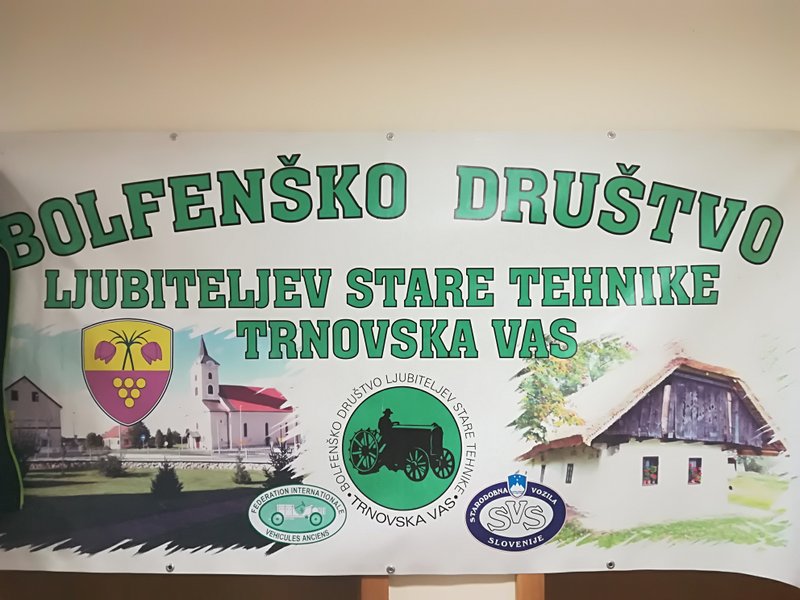 BOLFENŠKO DRUŠTVO
LJUBITELJEV STARE TEHNIKE
TRNOVSKA VAS
BOLFENŠKO DRUŠTVO LJUBITELJEV STARE TEHNIKE
• TRNOVSKA VAS •
FEDERATION INTERNATIONALE
VEHICULES ANCIENS
STARODOBNA VOZILA
SVS
SLOVENIJE